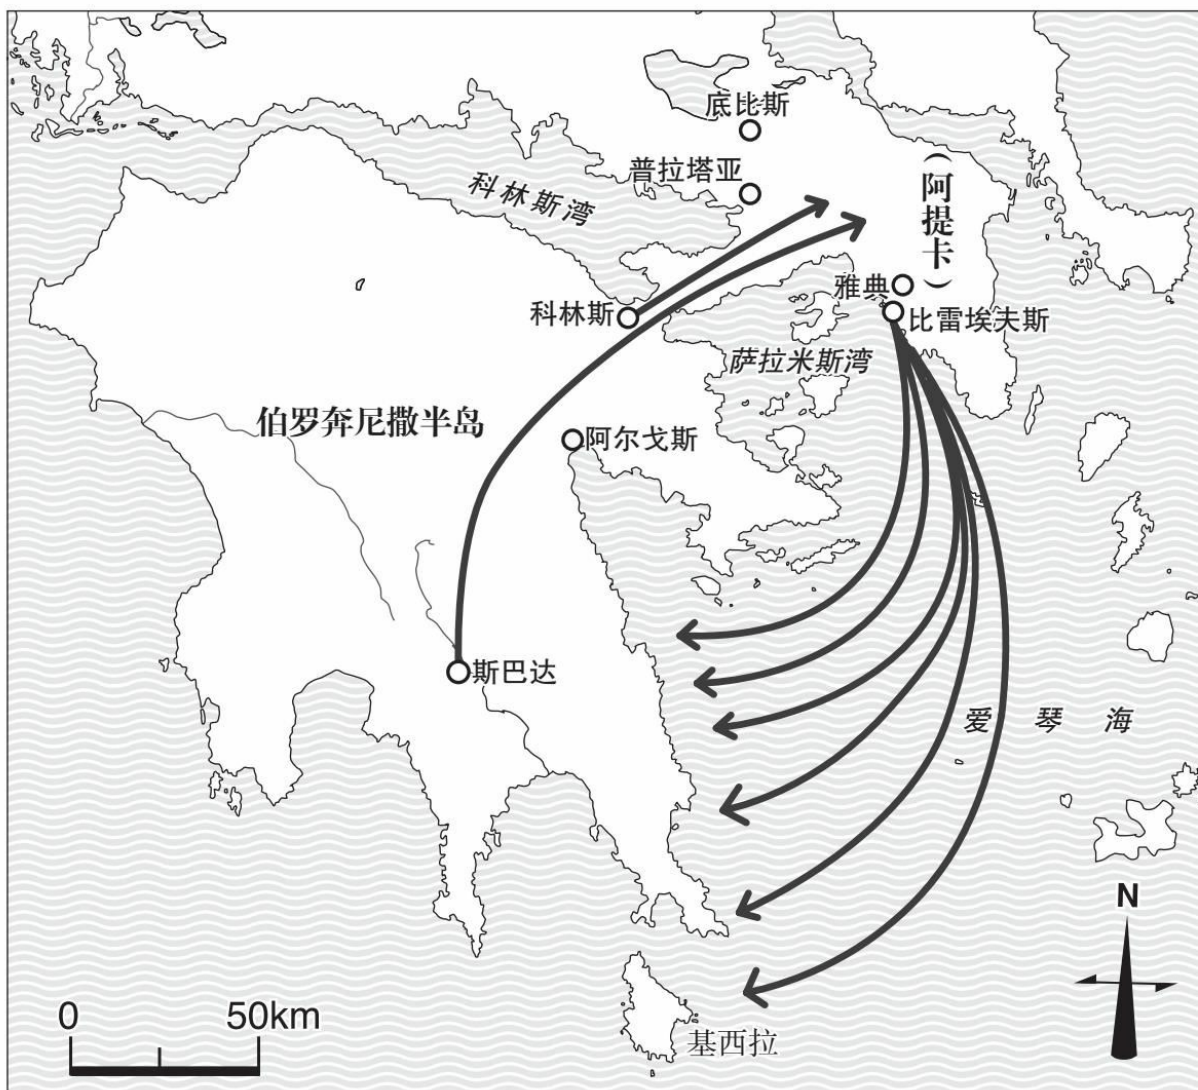 底比斯
普拉塔亚
科林斯湾
（阿提卡）
雅典
科林斯
比雷埃夫斯
萨拉米斯湾
伯罗奔尼撒半岛
阿尔戈斯
斯巴达
爱琴海
N
0 50km
基西拉